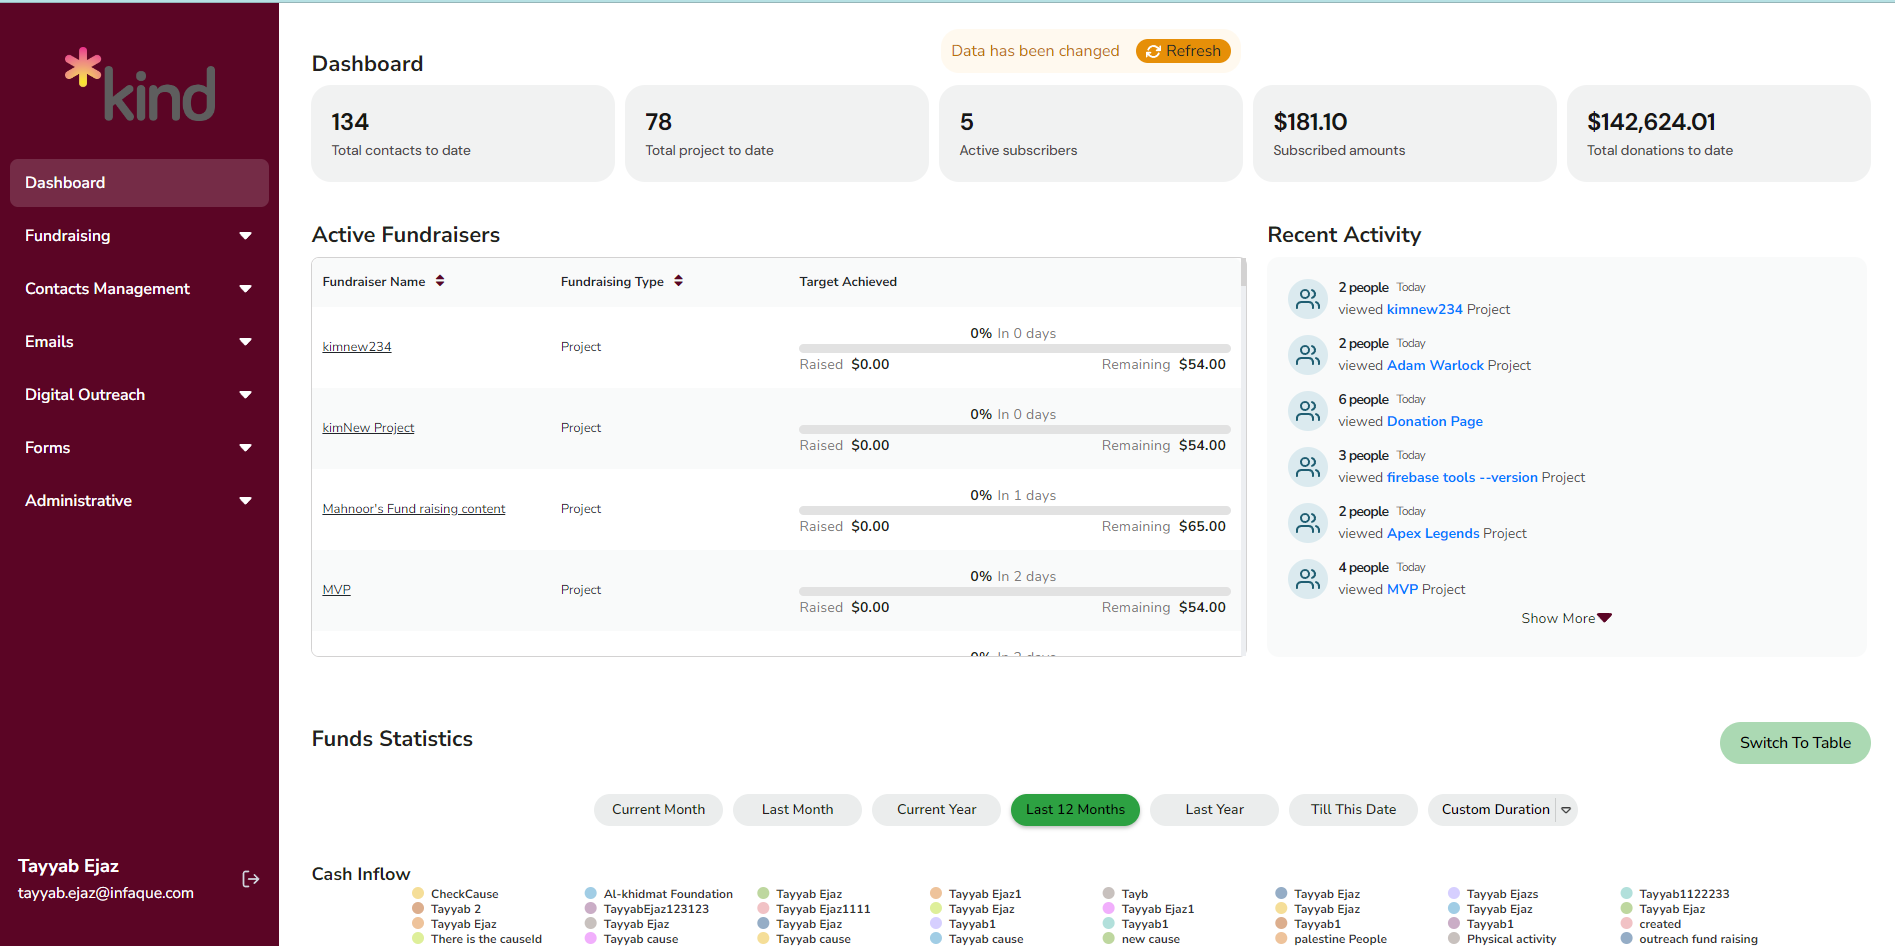 kind
Dashboard
Fundraising
Contacts Management
Emails
Digital Outreach
Forms
Administrative
Tayyab Ejaz
tayyab.ejaz@infaque.com
Dashboard
Data has been changed Refresh
134
Total contacts to date
78
Total project to date
5
Active subscribers
$181.10
Subscribed amounts
$142,624.01
Total donations to date
Active Fundraisers
Fundraiser Name Fundraising Type Target Achieved
kimnew234 Project
0% In 0 days
Raised $0.00 Remaining $54.00
kimNew Project Project
0% In 0 days
Raised $0.00 Remaining $54.00
Mahnoor's Fund raising content Project
0% In 1 days
Raised $0.00 Remaining $65.00
MVP Project
0% In 2 days
Raised $0.00 Remaining $54.00
Recent Activity
2 people Today
viewed kimnew234 Project
2 people Today
viewed Adam Warlock Project
6 people Today
viewed Donation Page
3 people Today
viewed firebase tools --version Project
2 people Today
viewed Apex Legends Project
4 people Today
viewed MVP Project
Show More
Funds Statistics
Switch To Table
Current Month Last Month Current Year Last 12 Months Last Year Till This Date Custom Duration
Cash Inflow
CheckCause Al-khidmat Foundation Tayyab Ejaz Tayyab Ejaz1 Tayb Tayyab Ejaz Tayyab Ejazs Tayyab1122233
Tayyab 2 TayyabEjaz123123 Tayyab Ejaz1111 Tayyab Ejaz Tayyab Ejaz1 Tayyab Ejaz Tayyab Ejaz Tayyab Ejaz
Tayyab Ejaz Tayyab Ejaz Tayyab Ejaz Tayyab1 Tayyab1 Tayyab1 Tayyab1 created
There is the causeId Tayyab cause Tayyab cause Tayyab cause new cause palestine People Physical activity outreach fund raising